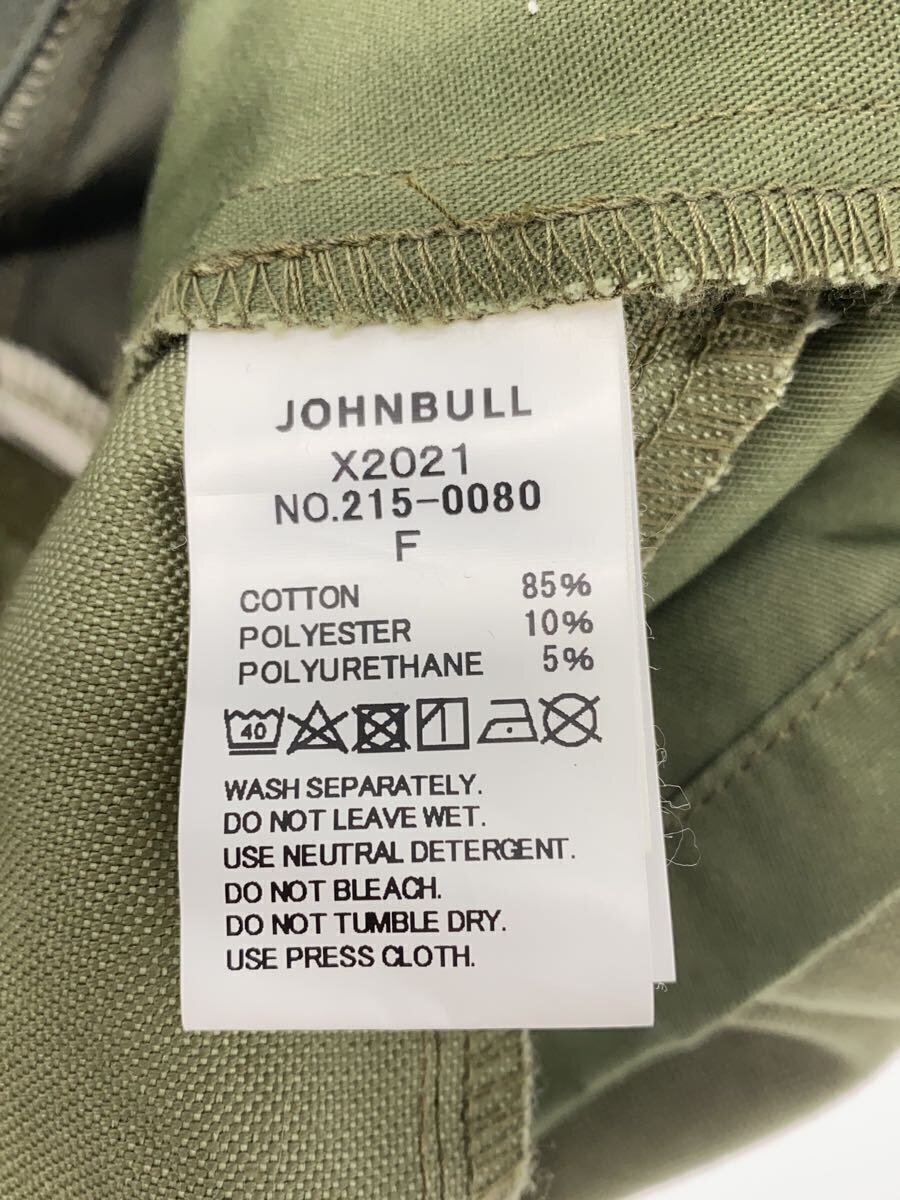 JOHNBULL
X2021
NO.215-0080
F
COTTON 85%
POLYESTER 10%
POLYURETHANE 5%
40
WASH SEPARATELY.
DO NOT LEAVE WET.
USE NEUTRAL DETERGENT.
DO NOT BLEACH.
DO NOT TUMBLE DRY.
USE PRESS CLOTH.